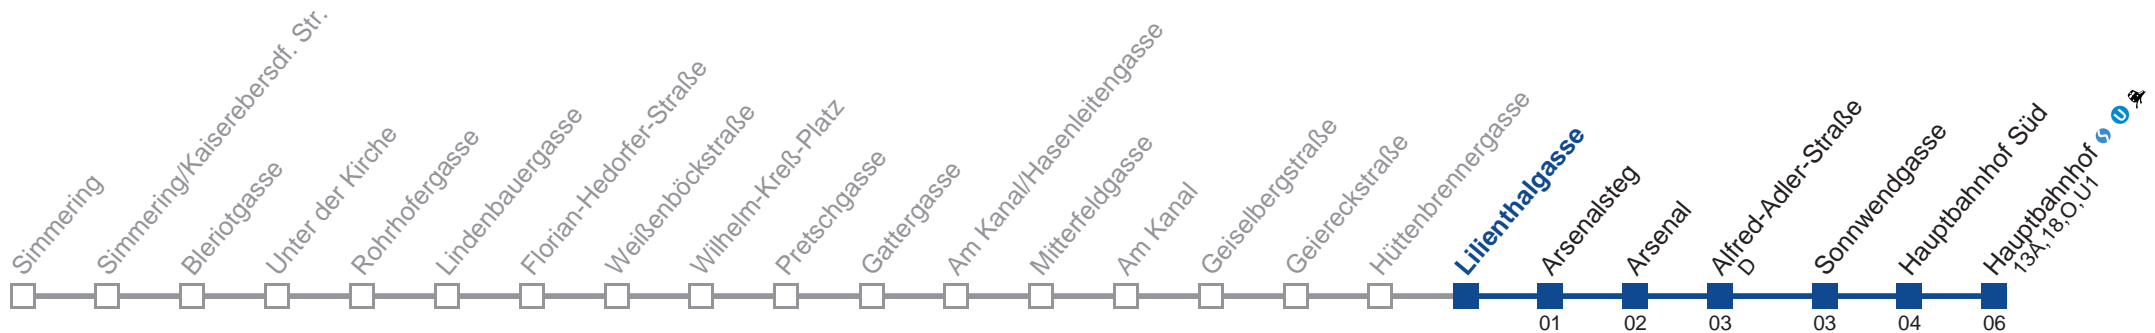 Simmering
Simmering/Kaiserebersdf. Str.
Bleriotgasse
Unter der Kirche
Rohrhofergasse
Lindenbauergasse
Florian-Hedorfer-Straße
Weißenböckstraße
Wilhelm-Kreß-Platz
Pretschgasse
Gattergasse
Am Kanal/Hasenleitengasse
Mitterfeldgasse
Am Kanal
Geiselbergstraße
Geiereckstraße
Hüttenbrennergasse
Lilienthalgasse
Arsenalsteg
01
Arsenal
02
Alfred-Adler-Straße
D
03
Sonnwendgasse
03
Hauptbahnhof Süd
04
Hauptbahnhof S U
13A,18,O,U1
06